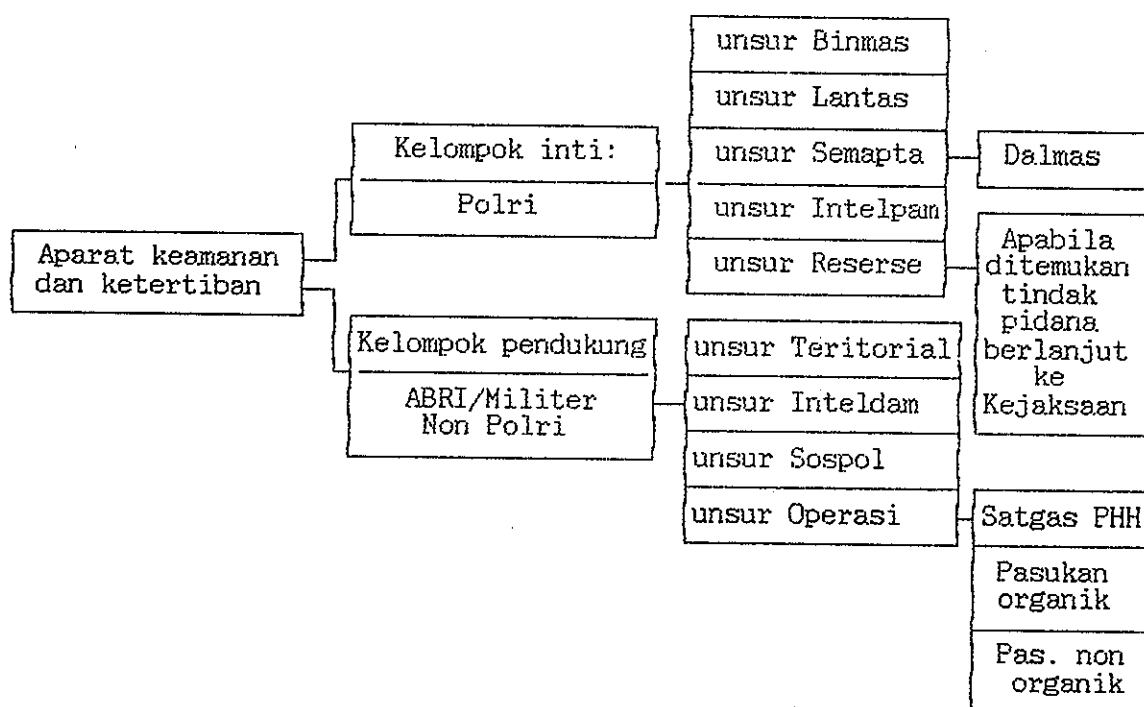 Aparat keamanan
dan ketertiban
Kelompok inti:
Polri
unsur Binmas
unsur Lantas
unsur Semapta
unsur Intelpam
unsur Reserse
Dalmas
Apabila
ditemukan
tindak
pidana
berlanjut
ke
Kejaksaan
Kelompok pendukung
ABRI/Militer
Non Polri
unsur Teritorial
unsur Inteldam
unsur Sospol
unsur Operasi
Satgas PHH
Pasukan
organik
Pas. non
organik